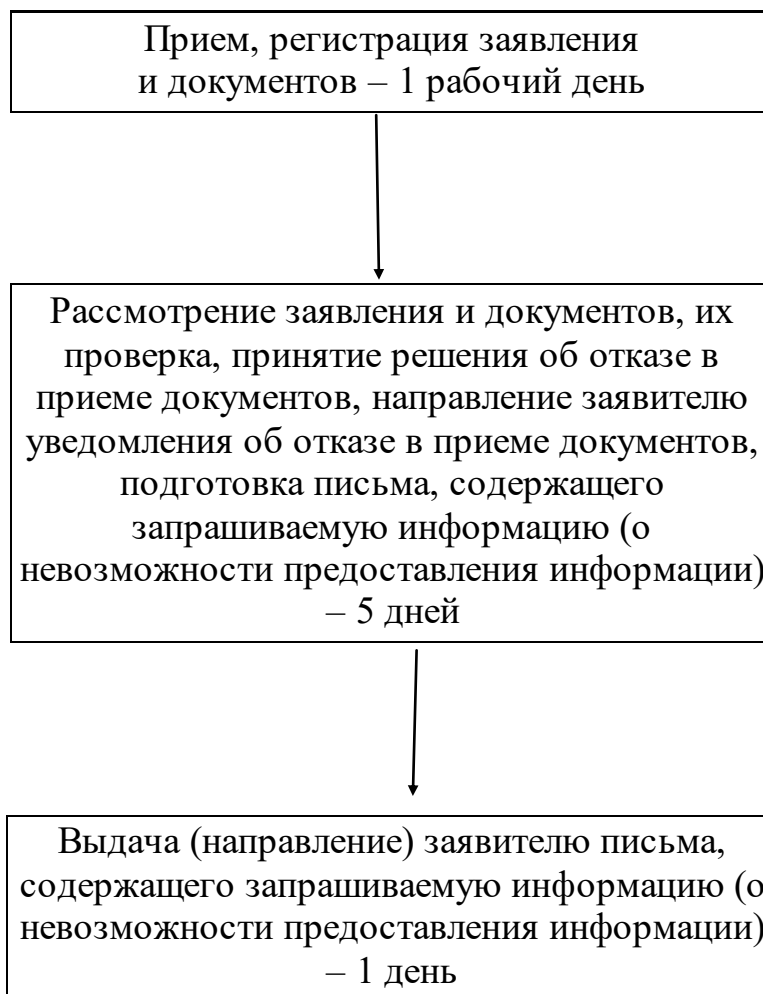 Прием, регистрация заявления
и документов – 1 рабочий день
Рассмотрение заявления и документов, их
проверка, принятие решения об отказе в
приеме документов, направление заявителю
уведомления об отказе в приеме документов,
подготовка письма, содержащего
запрашиваемую информацию (о
невозможности предоставления информации)
– 5 дней
Выдача (направление) заявителю письма,
содержащего запрашиваемую информацию (о
невозможности предоставления информации)
– 1 день